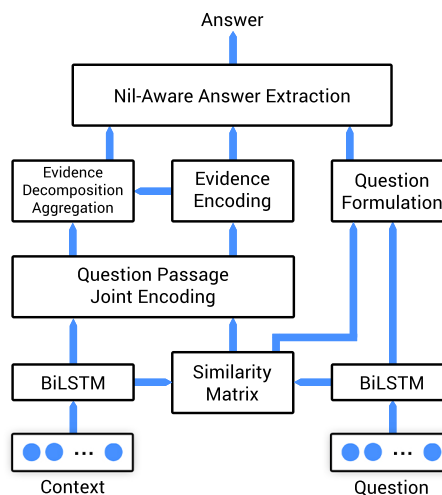 Answer
Nil-Aware Answer Extraction
Evidence
Decomposition
Aggregation
Evidence
Encoding
Question
Formulation
Question Passage
Joint Encoding
BiLSTM
Similarity
Matrix
BiLSTM
...
...
Context
Question